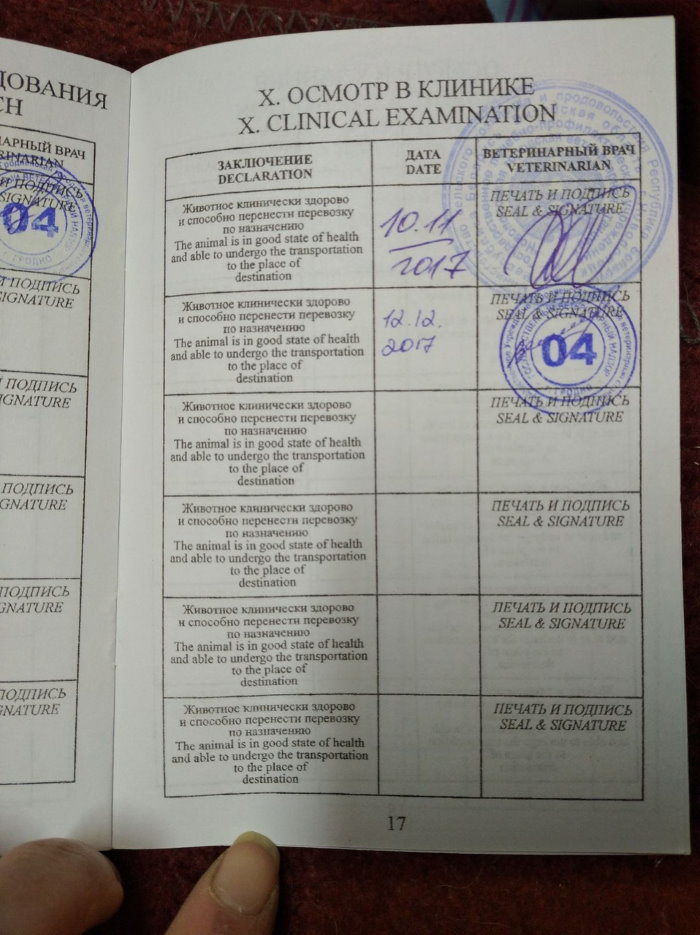 ДОВАНИЯ
СН
НАРНЫЙ ВРАЧ
RINARIAN
И ПОДПИСЬ
SIGNATURE
04
г. ГРОДНО
ПОДПИСЬ
SIGNATURE
И ПОДПИСЬ
IGNATURE
ПОДПИСЬ
GNATURE
ПОДПИСЬ
GNATURE
ПОДПИСЬ
NATURE
X. ОСМОТР В КЛИНИКЕ
X. CLINICAL EXAMINATION
ЗАКЛЮЧЕНИЕ
DECLARATION
ДАТА
DATE
ВЕТЕРИНАРНЫЙ ВРАЧ
VETERINARIAN
Животное клинически здорово
и способно перенести перевозку
по назначению
The animal is in good state of health
and able to undergo the transportation
to the place of
destination
10.11
2017
ПЕЧАТЬ И ПОДПИСЬ
SEAL & SIGNATURE
Животное клинически здорово
и способно перенести перевозку
по назначению
The animal is in good state of health
and able to undergo the transportation
to the place of
destination
12.12.
2017
ПЕЧАТЬ И ПОДПИСЬ
SEAL & SIGNATURE
04
Животное клинически здорово
и способно перенести перевозку
по назначению
The animal is in good state of health
and able to undergo the transportation
to the place of
destination
ПЕЧАТЬ И ПОДПИСЬ
SEAL & SIGNATURE
Животное клинически здорово
и способно перенести перевозку
по назначению
The animal is in good state of health
and able to undergo the transportation
to the place of
destination
ПЕЧАТЬ И ПОДПИСЬ
SEAL & SIGNATURE
Животное клинически здорово
и способно перенести перевозку
по назначению
The animal is in good state of health
and able to undergo the transportation
to the place of
destination
ПЕЧАТЬ И ПОДПИСЬ
SEAL & SIGNATURE
Животное клинически здорово
и способно перенести перевозку
по назначению
The animal is in good state of health
and able to undergo the transportation
to the place of
destination
ПЕЧАТЬ И ПОДПИСЬ
SEAL & SIGNATURE
17